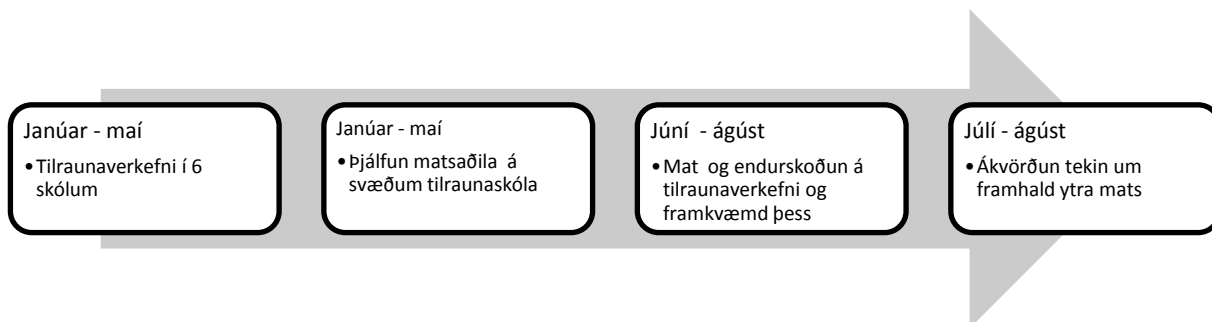 Janúar - maí
•Tilraunaverkefni í 6
skólum
Janúar - maí
•Þjálfun matsaðila á
svæðum tilraunaskóla
Júní - ágúst
•Mat og endurskoðun á
tilraunaverkefni og
framkvæmd þess
Júlí - ágúst
•Ákvörðun tekin um
framhald ytra mats